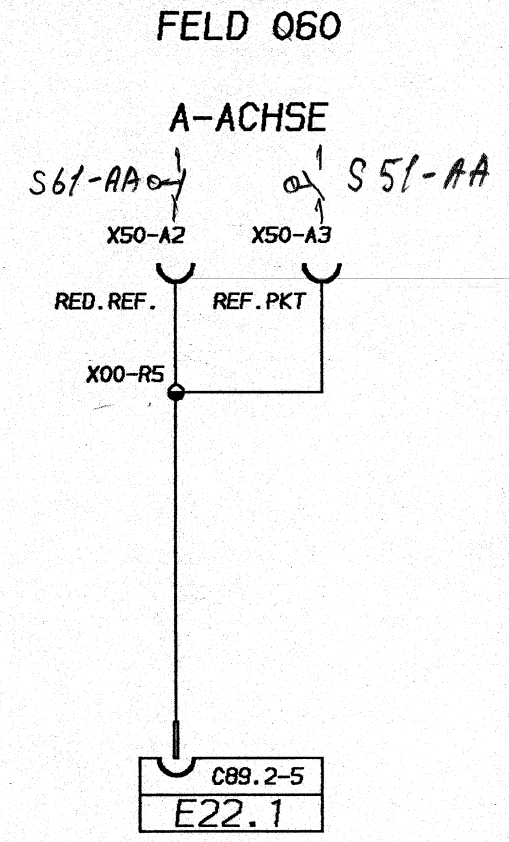 FELD 060
A-ACHSE
S61-AA S51-AA
X50-A2 X50-A3
RED.REF. REF.PKT
X00-R5
C89.2-5
E22.1